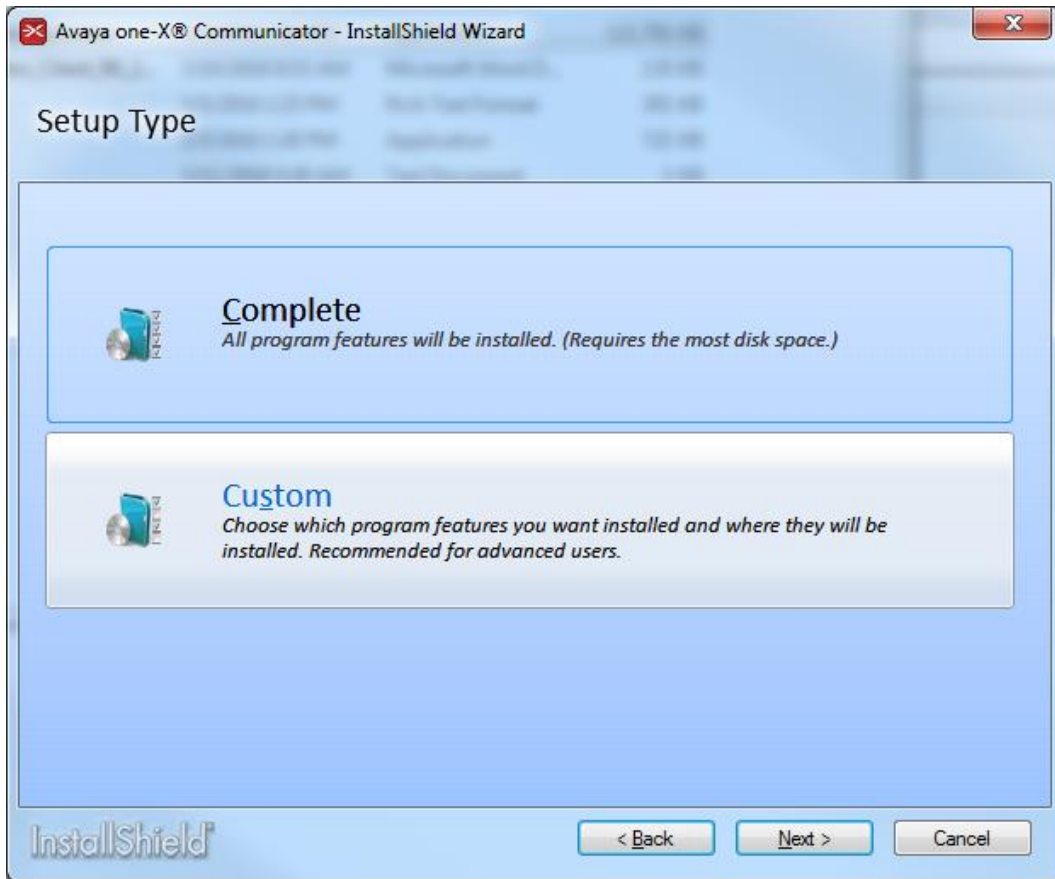 Avaya one-X® Communicator - InstallShield Wizard
Setup Type
Complete
All program features will be installed. (Requires the most disk space.)
Custom
Choose which program features you want installed and where they will be
installed. Recommended for advanced users.
InstallShield
< Back
Next >
Cancel